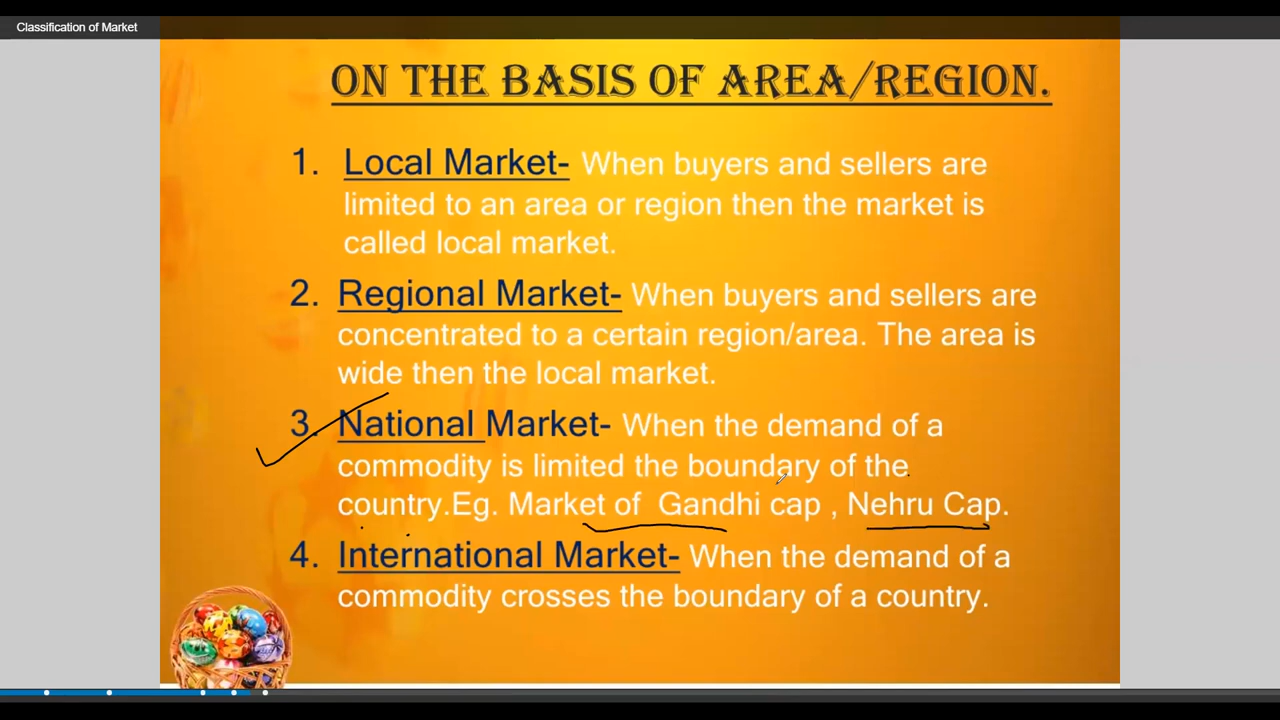 Classification of Market
ON THE BASIS OF AREA/REGION.
1. Local Market- When buyers and sellers are
limited to an area or region then the market is
called local market.
2. Regional Market- When buyers and sellers are
concentrated to a certain region/area. The area is
wide then the local market.
3. National Market- When the demand of a
commodity is limited the boundary of the
country.Eg. Market of Gandhi cap , Nehru Cap.
4. International Market- When the demand of a
commodity crosses the boundary of a country.